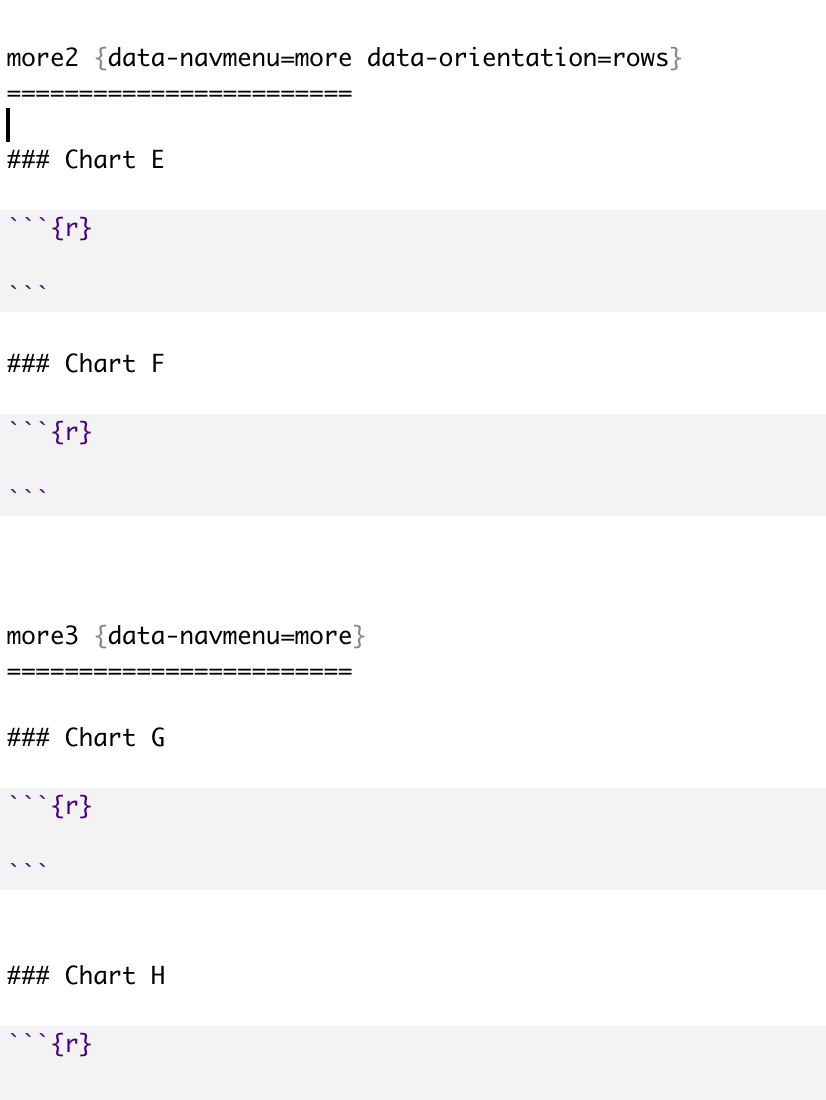 more2 {data-navmenu=more data-orientation=rows}
========================
### Chart E
```{r}
```
### Chart F
```{r}
```
more3 {data-navmenu=more}
========================
### Chart G
```{r}
```
### Chart H
```{r}